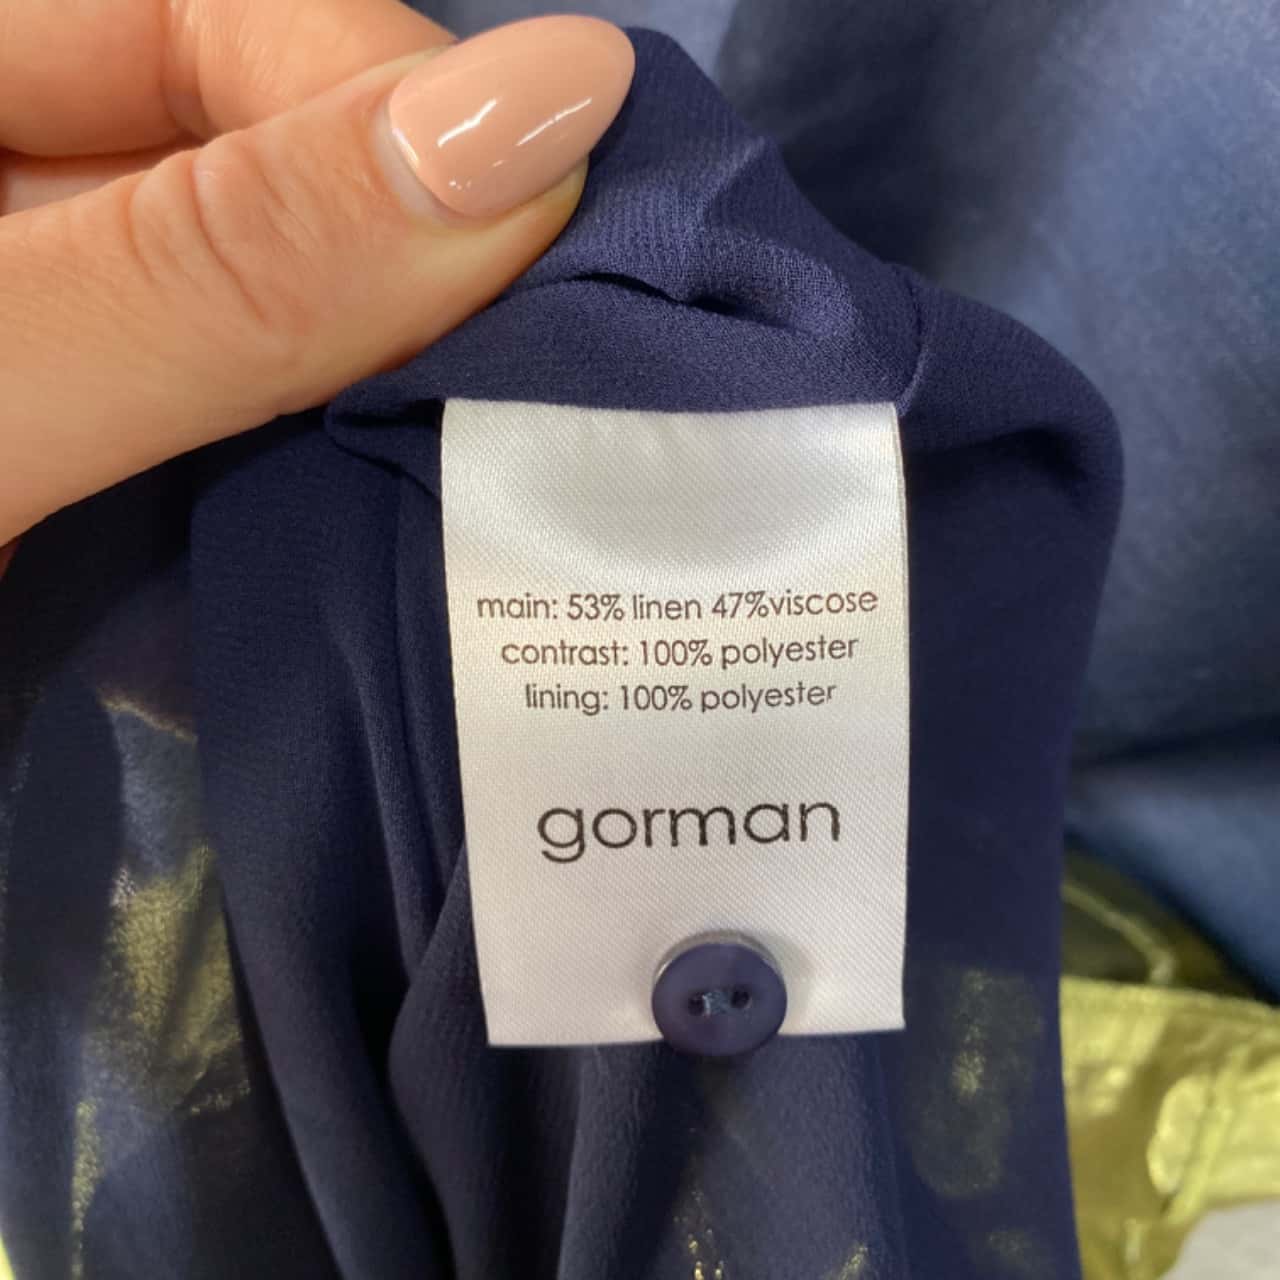 main: 53% linen 47%viscose
contrast: 100% polyester
lining: 100% polyester
gorman